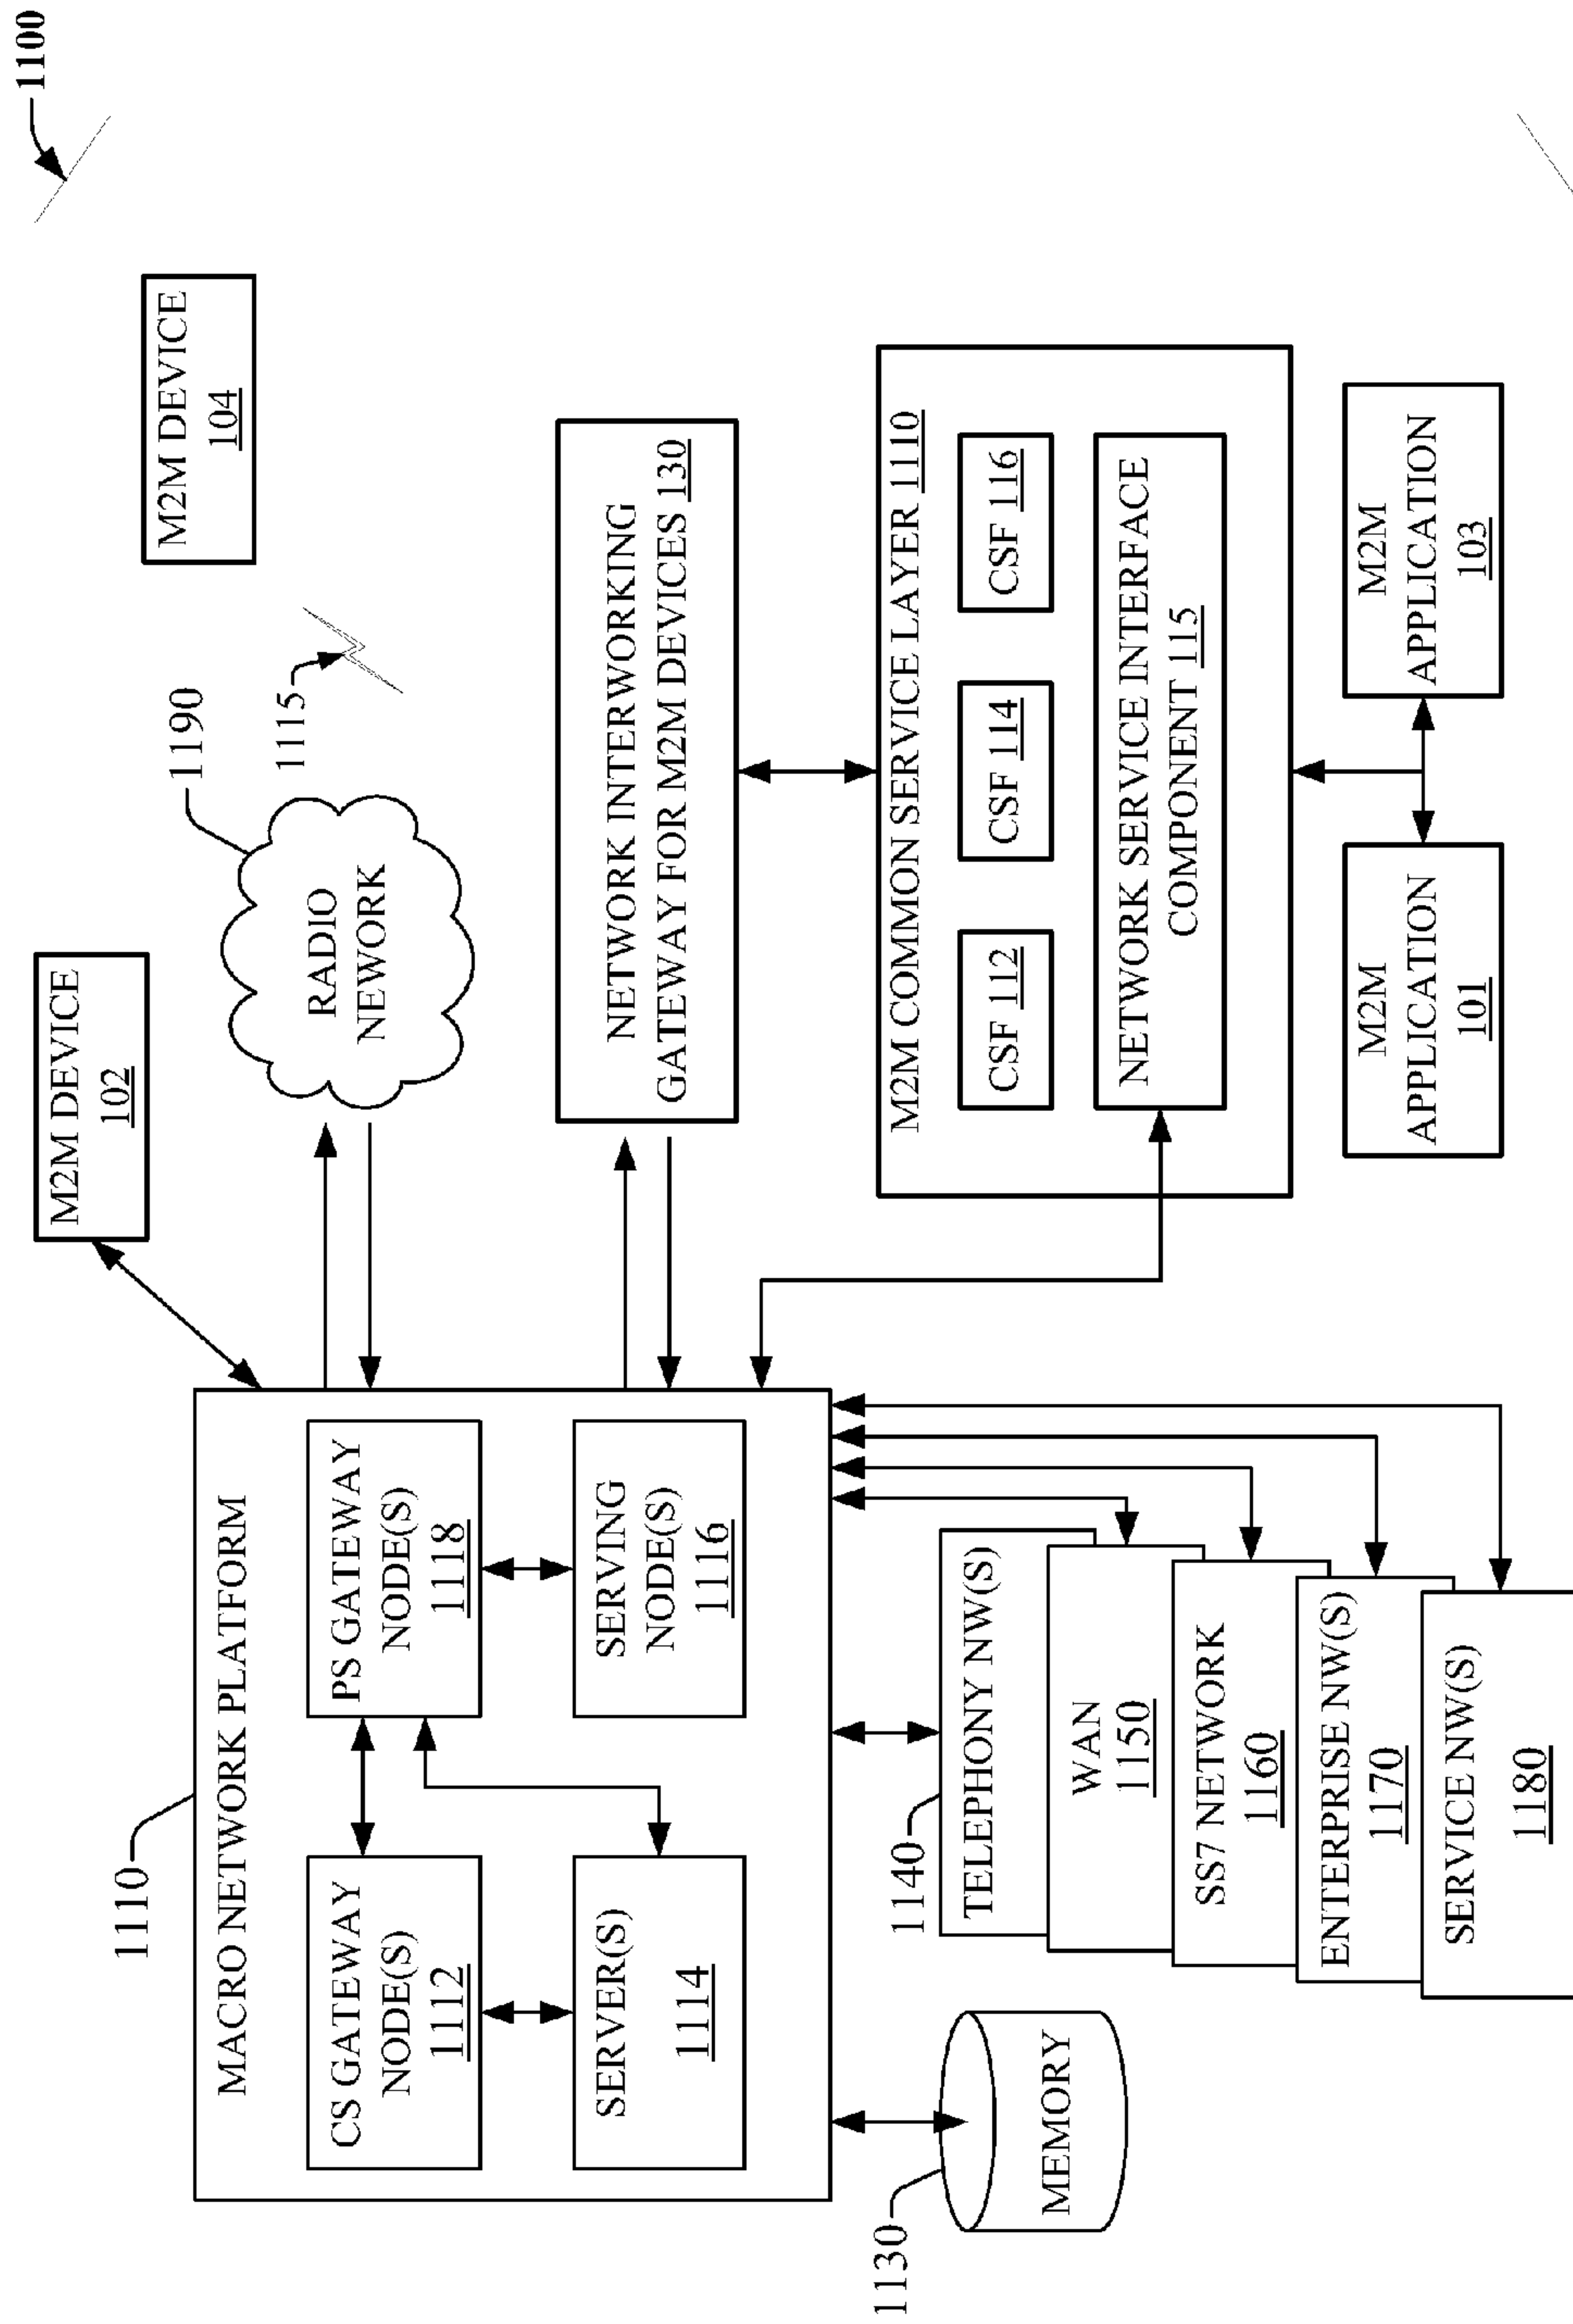 1100
M2M DEVICE
102
M2M DEVICE
104
1190
1115
RADIO
NEWORK
1110
MACRO NETWORK PLATFORM
CS GATEWAY
NODE(S)
1112
PS GATEWAY
NODE(S)
1118
SERVER(S)
1114
SERVING
NODE(S)
1116
NETWORK INTERWORKING
GATEWAY FOR M2M DEVICES 130
M2M COMMON SERVICE LAYER 1110
CSF 112
CSF 114
CSF 116
NETWORK SERVICE INTERFACE
COMPONENT 115
M2M
APPLICATION
101
M2M
APPLICATION
103
1130
MEMORY
1140
TELEPHONY NW(S)
WAN
1150
SS7 NETWORK
1160
ENTERPRISE NW(S)
1170
SERVICE NW(S)
1180